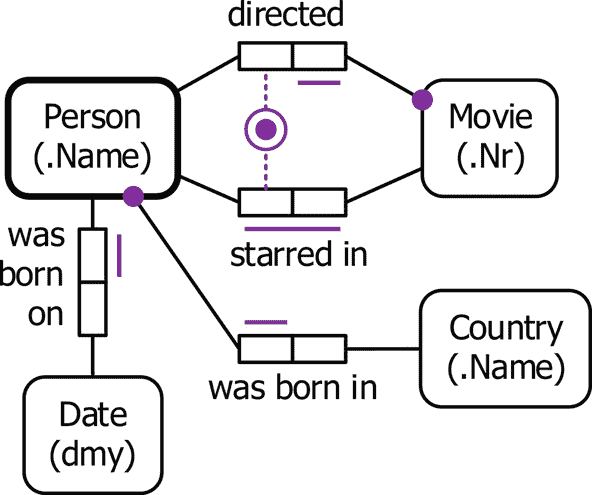 directed
Person
(.Name)
Movie
(.Nr)
starred in
was
born
on
Country
(.Name)
was born in
Date
(dmy)